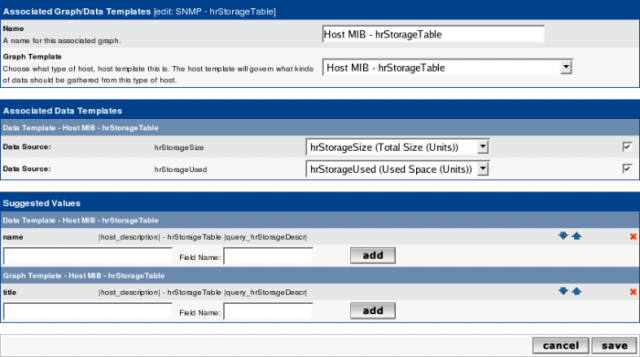 Associated Graph/Data Templates [edit: SNMP - hrStorageTable]
Name
A name for this associated graph.
Host MIB - hrStorageTable
Graph Template
Choose what type of host, host template this is. The host template will govern what kinds
of data should be gathered from this type of host.
Host MIB - hrStorageTable
Associated Data Templates
Data Template - Host MIB - hrStorageTable
Data Source: hrStorageSize hrStorageSize (Total Size (Units))
Data Source: hrStorageUsed hrStorageUsed (Used Space (Units))
Suggested Values
Data Template - Host MIB - hrStorageTable
name |host_description| - hrStorageTable |query_hrStorageDescr|
Field Name: add
Graph Template - Host MIB - hrStorageTable
title |host_description| - hrStorageTable |query_hrStorageDescr|
Field Name: add
cancel save